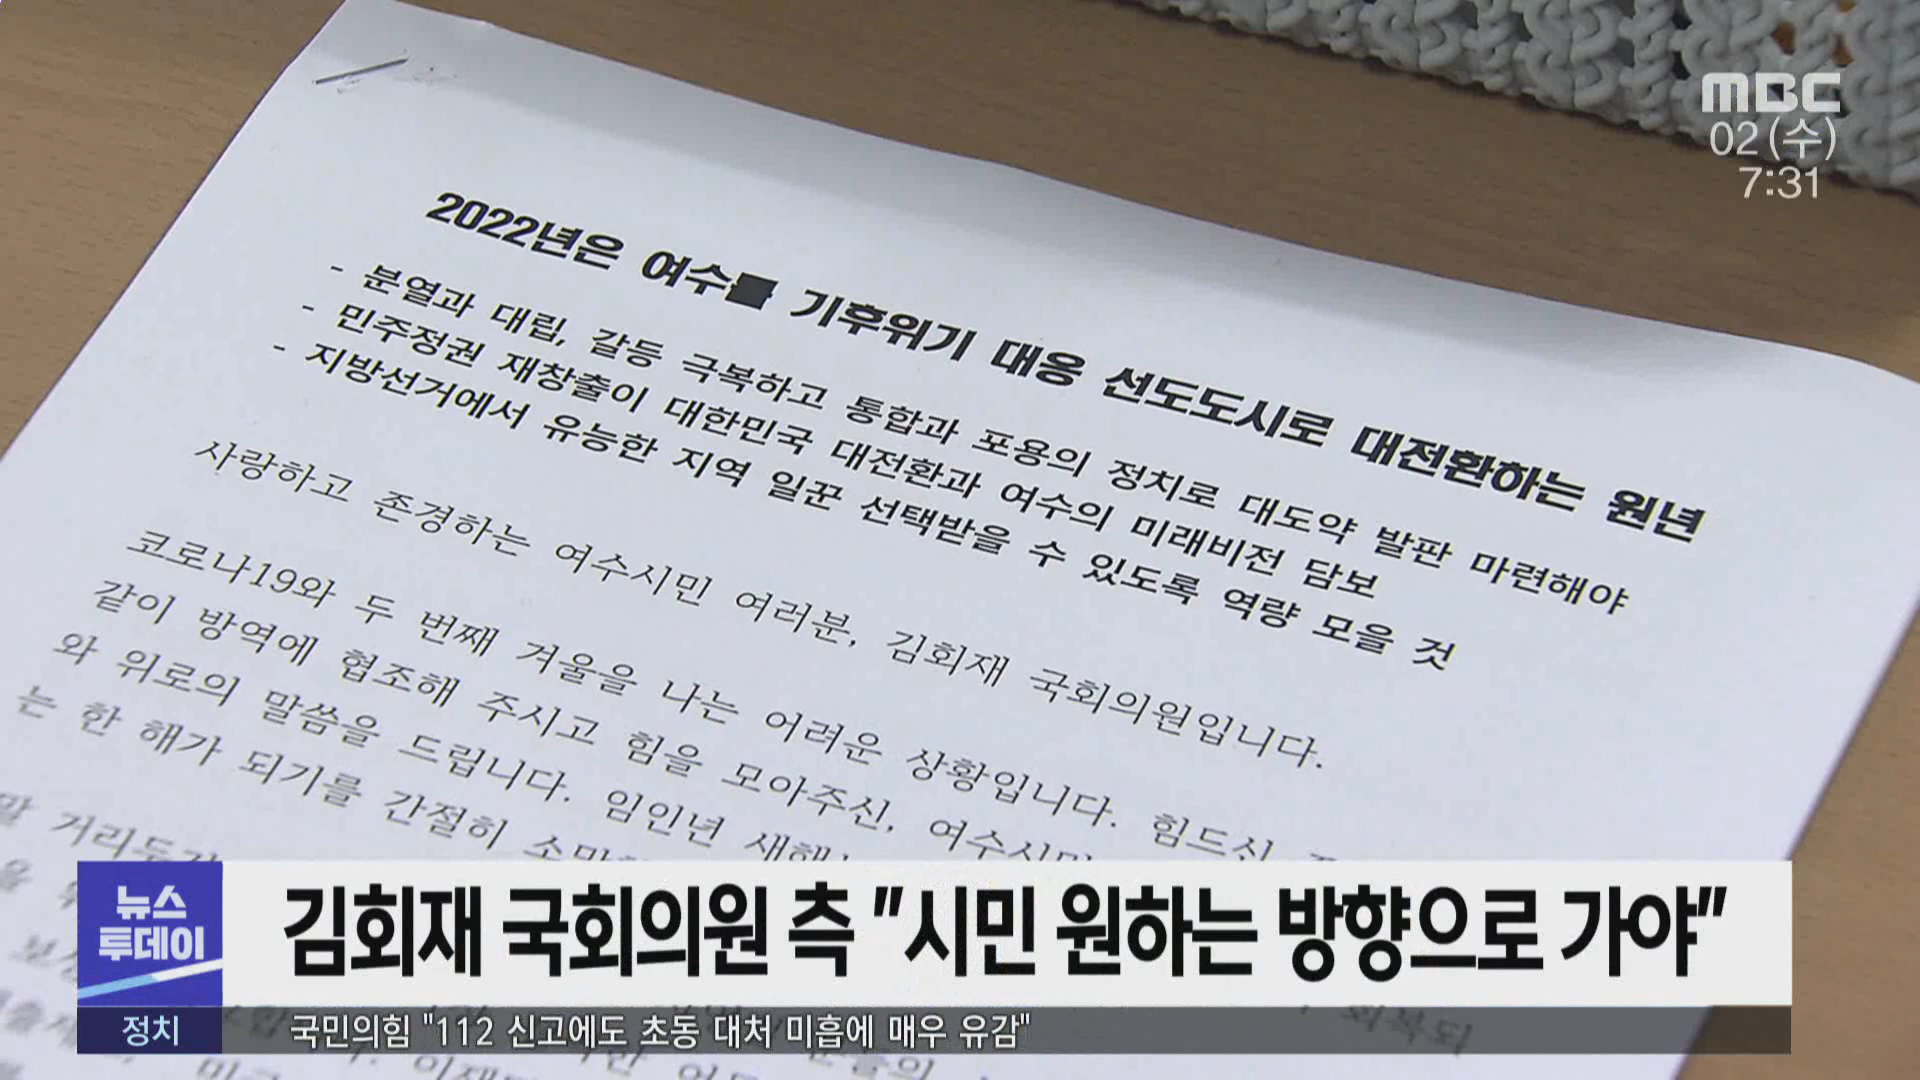 MBC
02(수)
7:31
2022년은 여수를 기후위기 대응 선도도시로 대전환하는 원년
- 분열과 대립, 갈등 극복하고 통합과 포용의 정치로 대도약 발판 마련해야
- 민주정권 재창출이 대한민국 대전환과 여수의 미래비전 담보
- 지방선거에서 유능한 지역 일꾼 선택받을 수 있도록 역량 모을 것
사랑하고 존경하는 여수시민 여러분, 김회재 국회의원입니다.
코로나19와 두 번째 겨울을 나는 어려운 상황입니다. 힘드신
같이 방역에 협조해 주시고 힘을 모아주신, 여수시민
와 위로의 말씀을 드립니다. 임인년 새해
는 한 해가 되기를 간절히 소망
말 거리두기
을
뉴스
투데이
김회재 국회의원 측 "시민 원하는 방향으로 가야"
정치
국민의힘 "112 신고에도 초동 대처 미흡에 매우 유감"